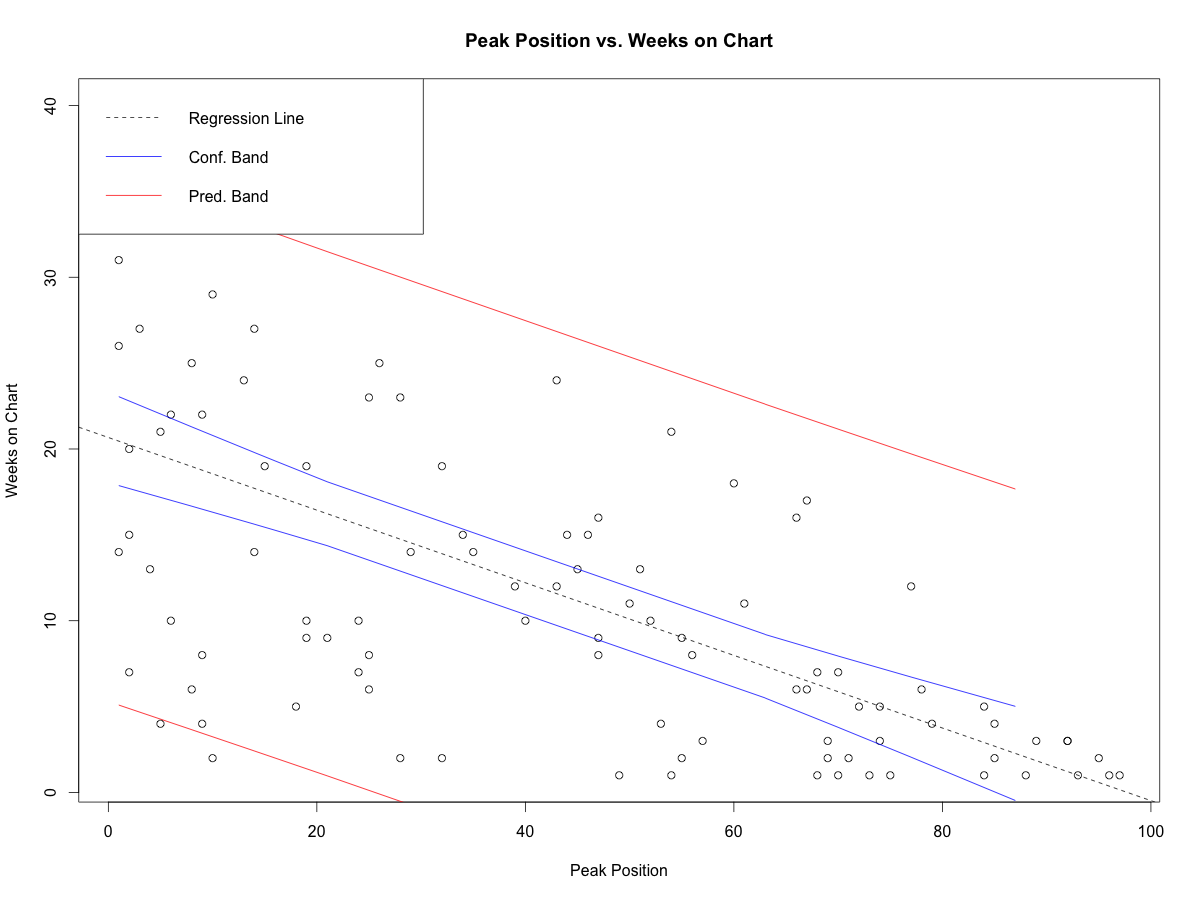 Peak Position vs. Weeks on Chart
Regression Line
Conf. Band
Pred. Band
Weeks on Chart
40
30
20
10
0
0 20 40 60 80 100
Peak Position